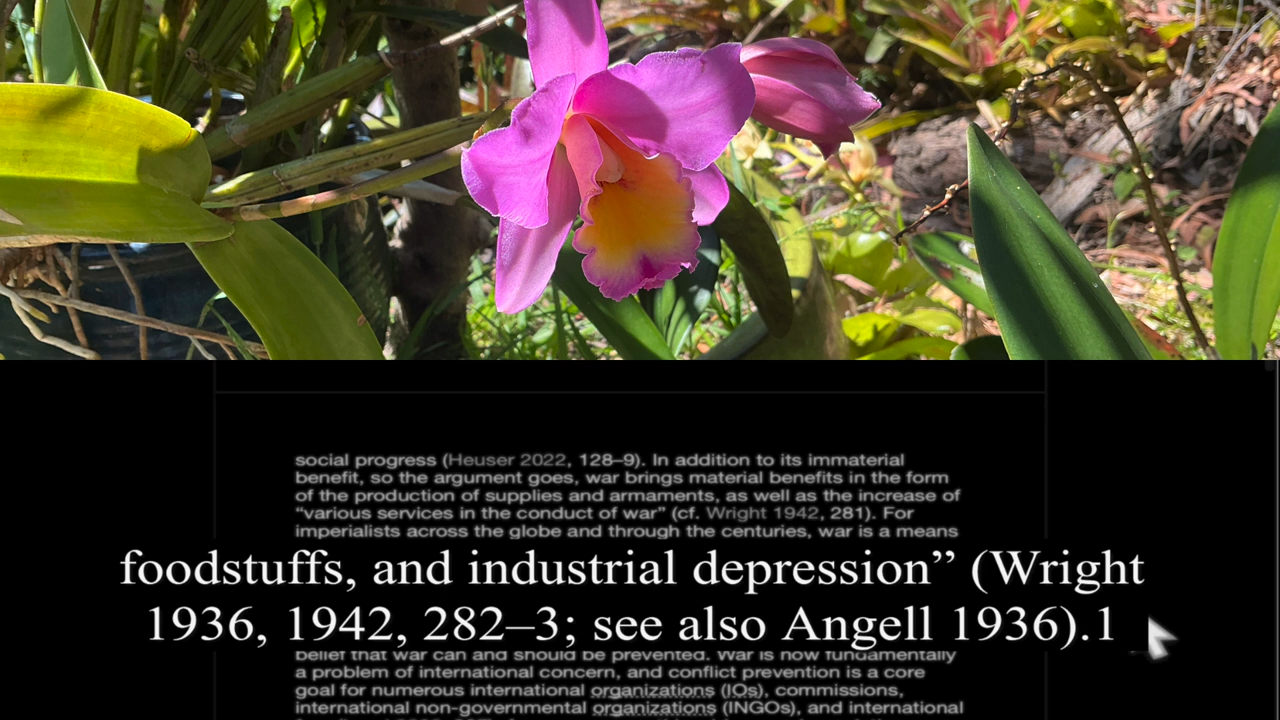 social progress (Heuser 2022, 128–9). In addition to its immaterial
benefit, so the argument goes, war brings material benefits in the form
of the production of supplies and armaments, as well as the increase of
“various services in the conduct of war” (cf. Wright 1942, 281). For
imperialists across the globe and through the centuries, war is a means
foodstuffs, and industrial depression” (Wright
1936, 1942, 282–3; see also Angell 1936).1
belief that war can and should be prevented. War is now fundamentally
a problem of international concern, and conflict prevention is a core
goal for numerous international organizations (IOs), commissions,
international non-governmental organizations (INGOs), and international